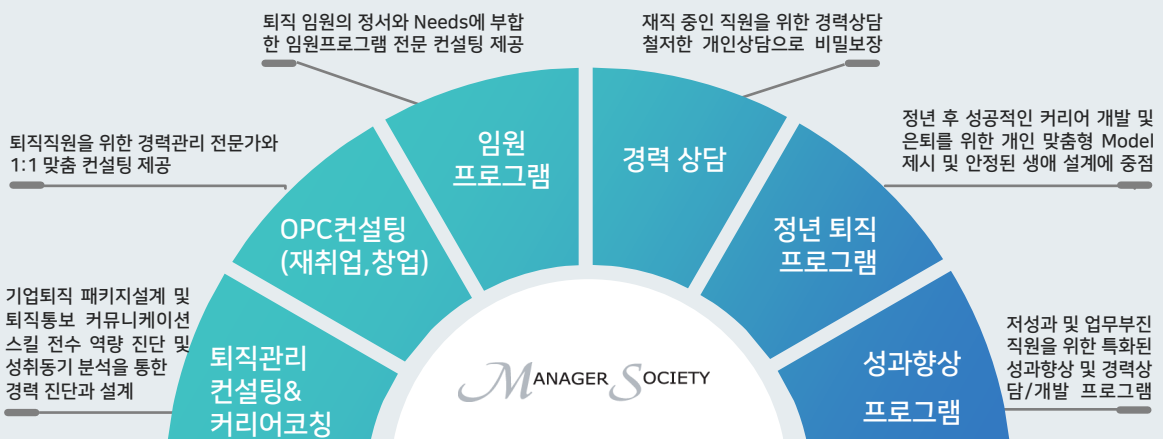 퇴직 임원의 정서와 Needs에 부합
한 임원프로그램 전문 컨설팅 제공
재직 중인 직원을 위한 경력상담
철저한 개인상담으로 비밀보장
퇴직직원을 위한 경력관리 전문가와
1:1 맞춤 컨설팅 제공
정년 후 성공적인 커리어 개발 및
은퇴를 위한 개인 맞춤형 Model
제시 및 안정된 생애 설계에 중점
임원
프로그램
경력 상담
OPC컨설팅
(재취업,창업)
정년 퇴직
프로그램
기업퇴직 패키지설계 및
퇴직통보 커뮤니케이션
스킬 전수 역량 진단 및
성취동기 분석을 통한
경력 진단과 설계
퇴직관리
컨설팅&
커리어코칭
MANAGER SOCIETY
성과향상
프로그램
저성과 및 업무부진
직원을 위한 특화된
성과향상 및 경력상
담/개발 프로그램